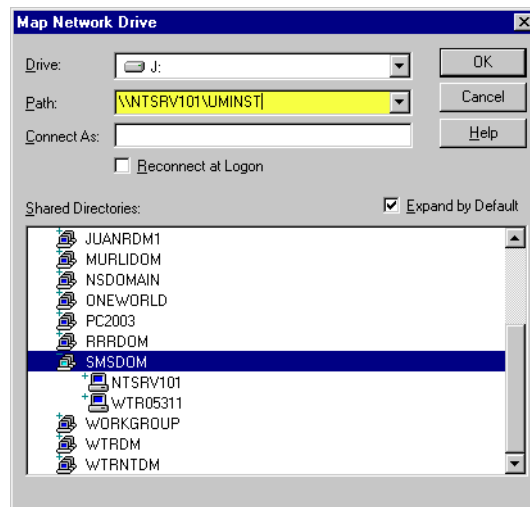 Map Network Drive
Drive: J: OK
Path: \\NTSRV101\UMINST Cancel
Connect As: Help
Reconnect at Logon
Shared Directories: Expand by Default
JUANRDM1
MURLIDOM
NSDOMAIN
ONEWORLD
PC2003
RRRDOM
SMSDOM
NTSRV101
WTR05311
WORKGROUP
WTRDM
WTRNTDM